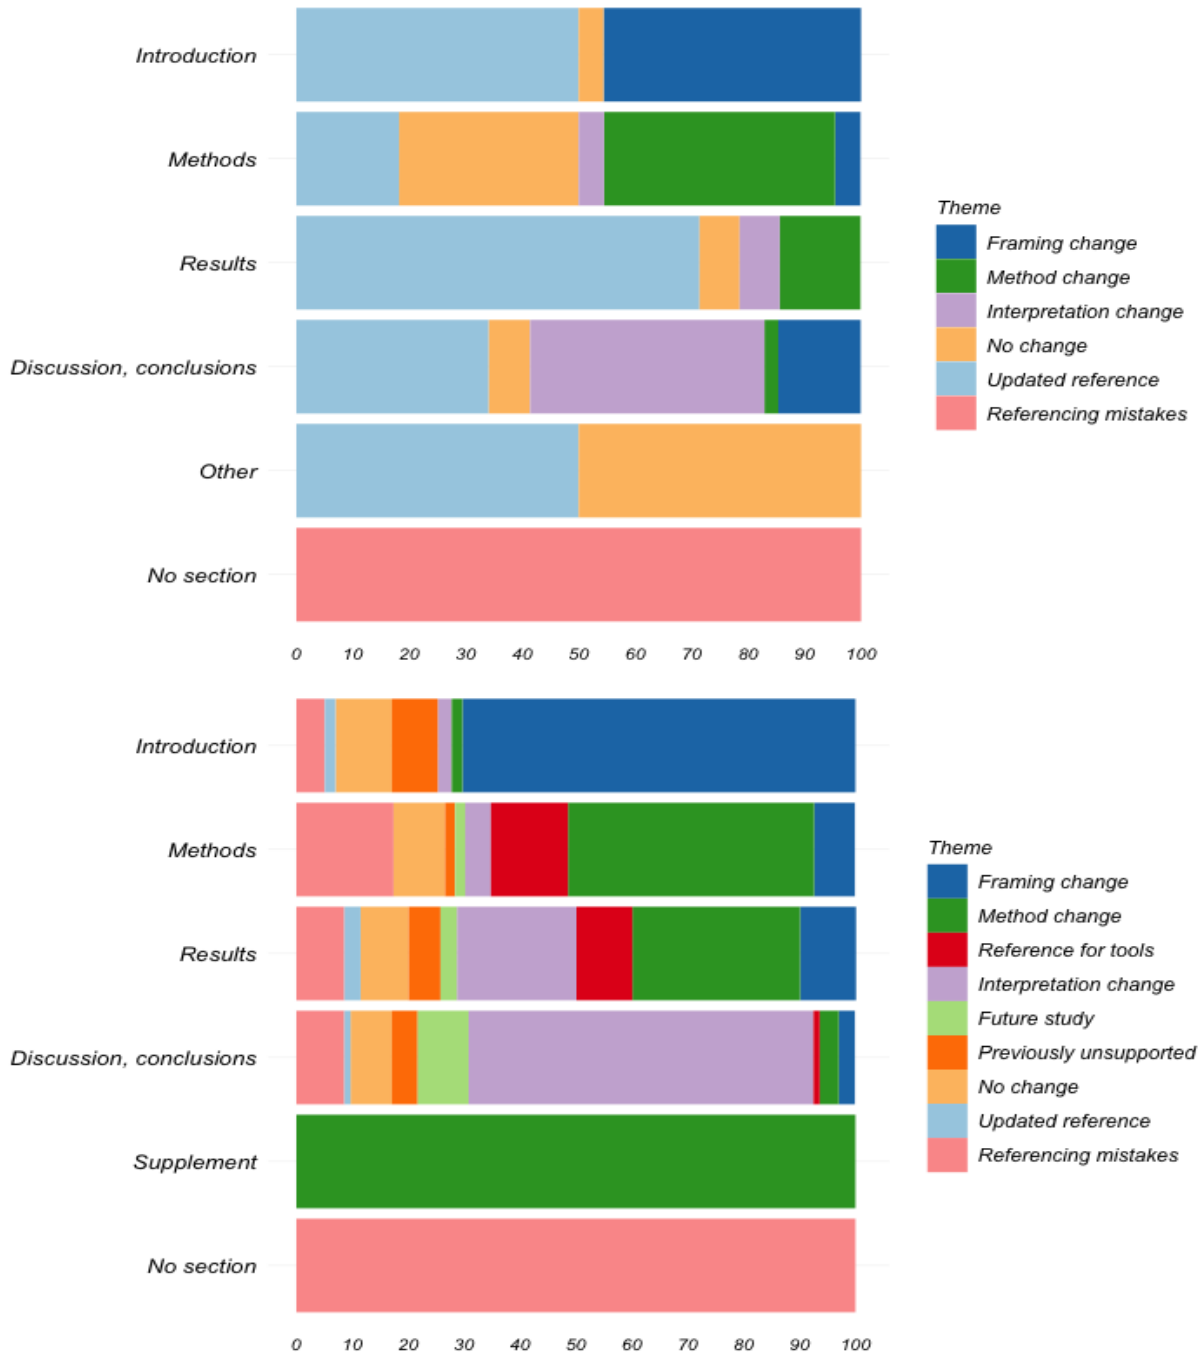 Introduction
Methods
Results
Discussion, conclusions
Other
No section
0 10 20 30 40 50 60 70 80 90 100
Theme
Framing change
Method change
Interpretation change
No change
Updated reference
Referencing mistakes
Introduction
Methods
Results
Discussion, conclusions
Supplement
No section
0 10 20 30 40 50 60 70 80 90 100
Theme
Framing change
Method change
Reference for tools
Interpretation change
Future study
Previously unsupported
No change
Updated reference
Referencing mistakes